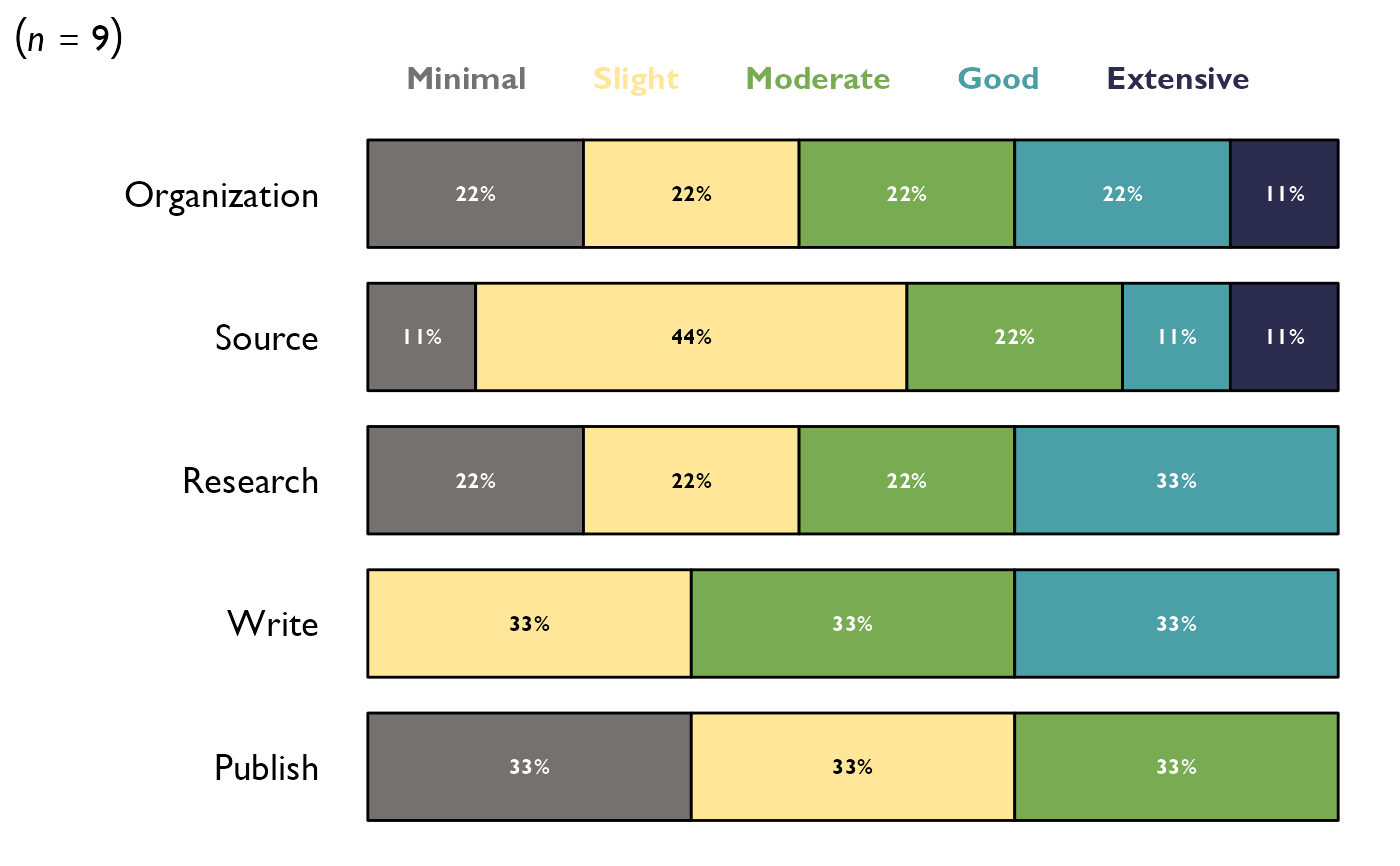 (n = 9)
Minimal Slight Moderate Good Extensive
Organization 22% 22% 22% 22% 11%
Source 11% 44% 22% 11% 11%
Research 22% 22% 22% 33%
Write 33% 33% 33%
Publish 33% 33% 33%